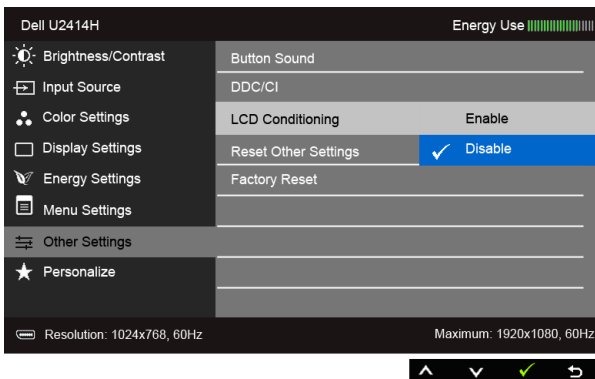 Dell U2414H Energy Use
Brightness/Contrast Button Sound
Input Source DDC/CI
Color Settings LCD Conditioning Enable
Display Settings Reset Other Settings Disable
Energy Settings Factory Reset
Menu Settings
Other Settings
Personalize
Resolution: 1024x768, 60Hz Maximum: 1920x1080, 60Hz